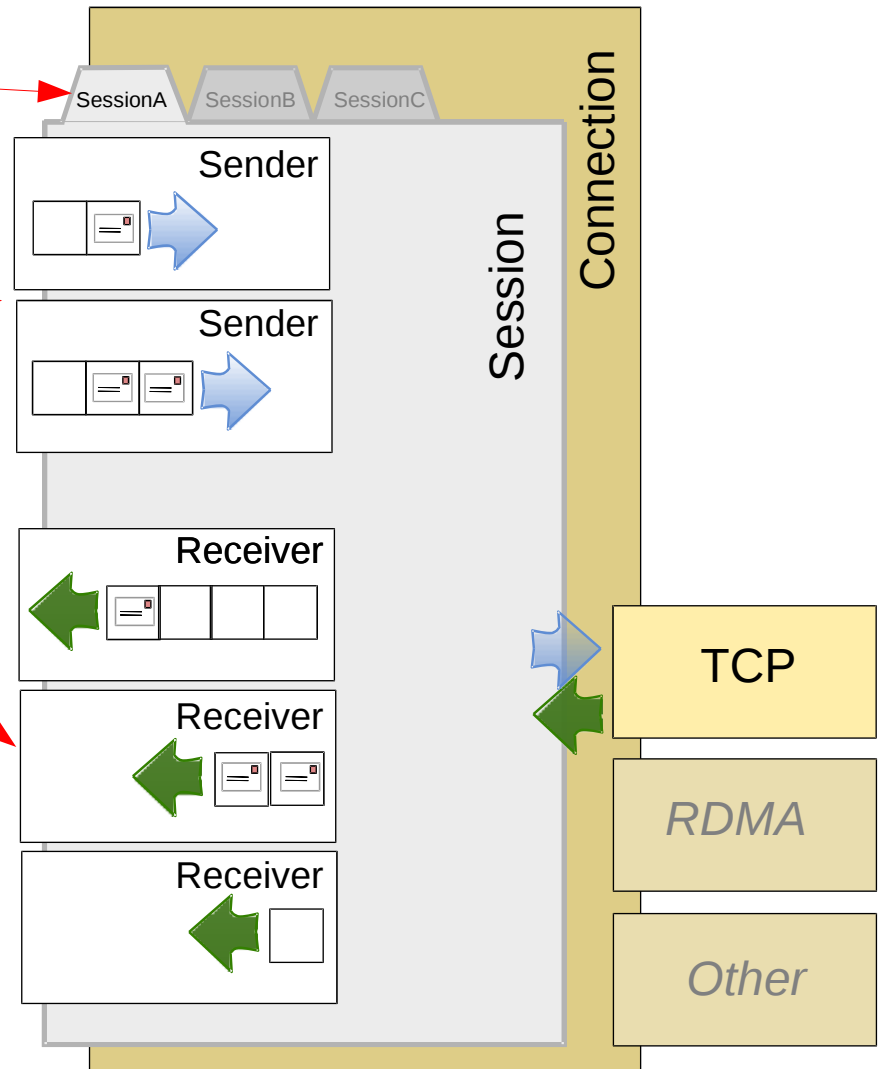 SessionA
SessionB
SessionC
Connection
Session
Sender
Sender
Receiver
Receiver
Receiver
TCP
RDMA
Other